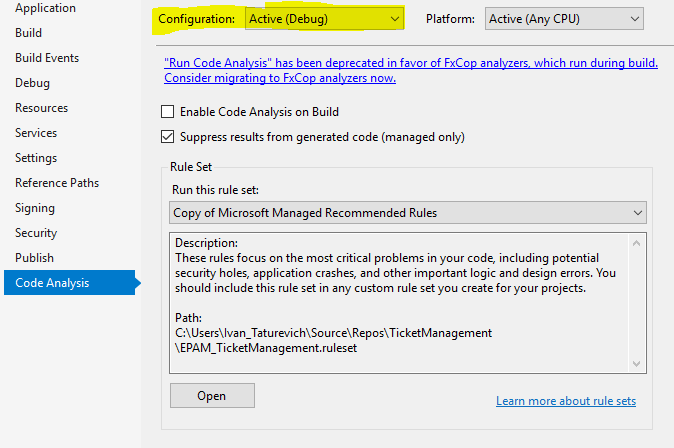 Application
Build
Build Events
Debug
Resources
Services
Settings
Reference Paths
Signing
Security
Publish
Code Analysis
Configuration: Active (Debug) Platform: Active (Any CPU)
"Run Code Analysis" has been deprecated in favor of FxCop analyzers, which run during build.
Consider migrating to FxCop analyzers now.
Enable Code Analysis on Build
Suppress results from generated code (managed only)
Rule Set
Run this rule set:
Copy of Microsoft Managed Recommended Rules
Description:
These rules focus on the most critical problems in your code, including potential
security holes, application crashes, and other important logic and design errors. You
should include this rule set in any custom rule set you create for your projects.
Path:
C:\Users\Ivan_Taturevich\Source\Repos\TicketManagement
\EPAM_TicketManagement.ruleset
Open
Learn more about rule sets